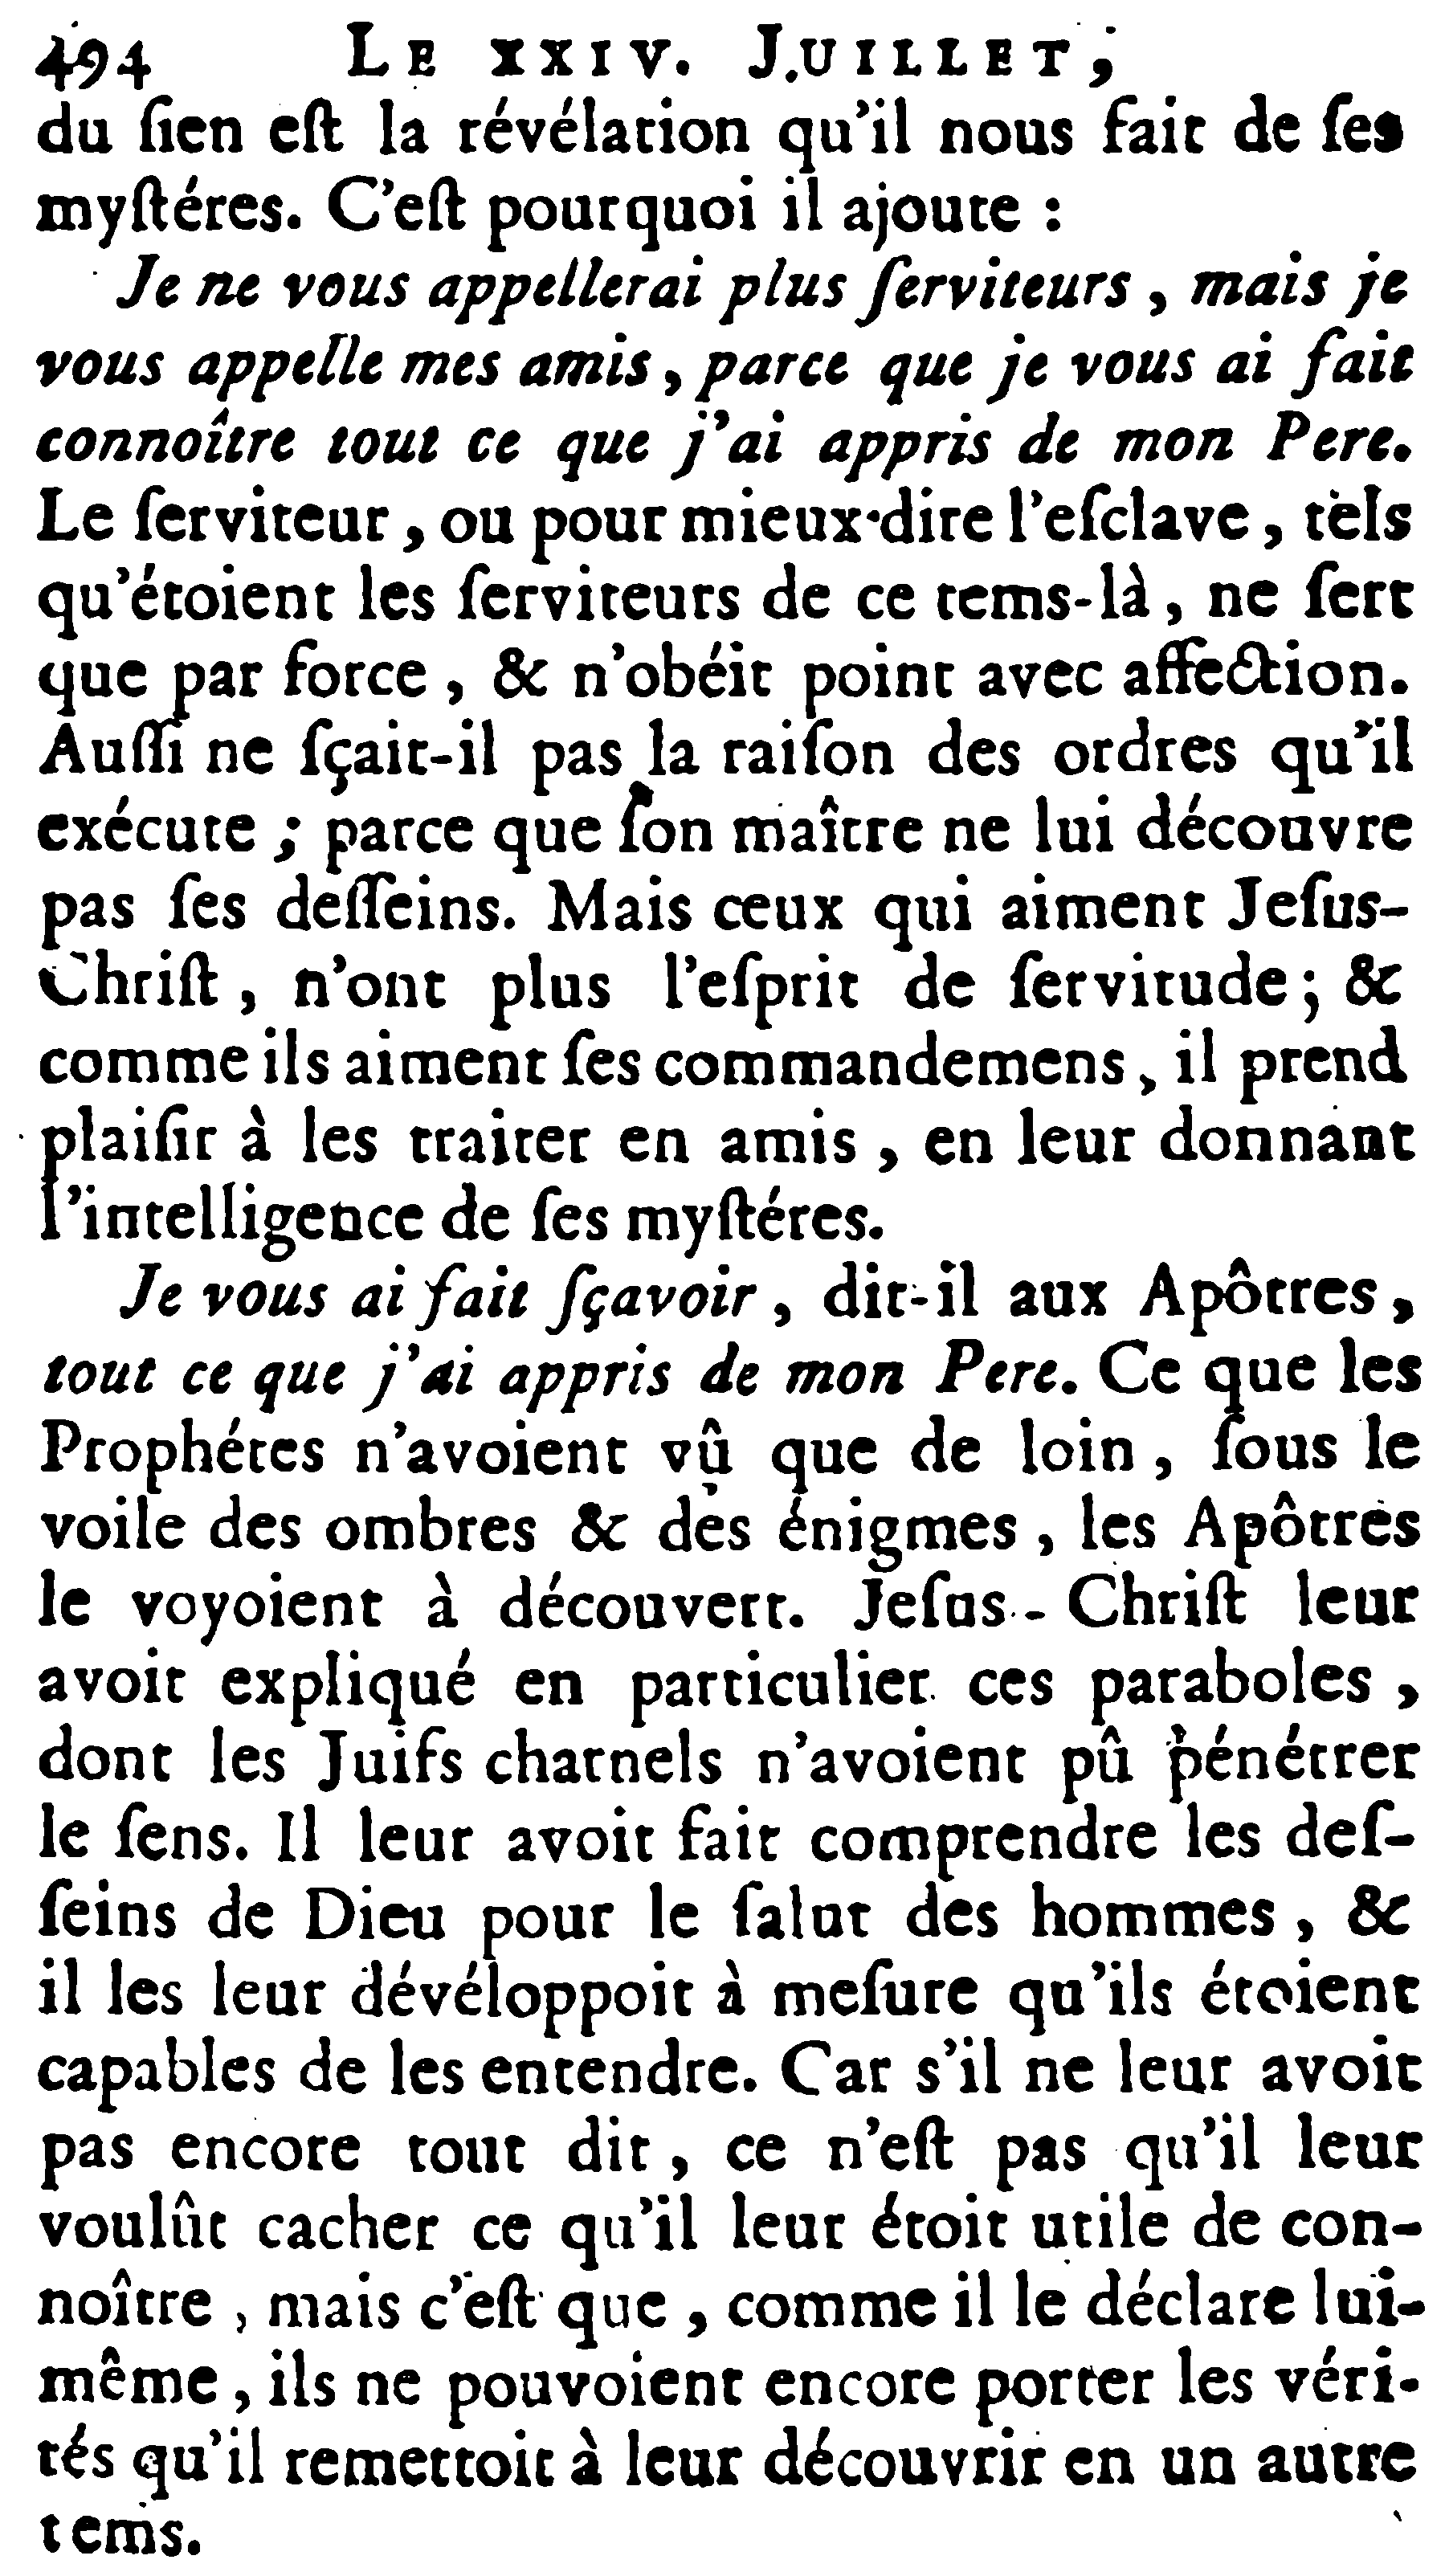 494 LE XXIV. JUILLET,
du ſien eſt la révélation qu'il nous fait de ſes
myſtéres. C'eſt pourquoi il ajoute :
Je ne vous appellerai plus ſerviteurs, mais je
vous appelle mes amis, parce que je vous ai fait
connoître tout ce que j'ai appris de mon Pere.
Le ſerviteur, ou pour mieux-dire l'eſclave, tels
qu'étoient les ſerviteurs de ce tems-là, ne ſert
que par force, & n'obéit point avec affection.
Auſſi ne ſçait-il pas la raiſon des ordres qu'il
exécute ; parce que ſon maître ne lui découvre
pas ſes deſſeins. Mais ceux qui aiment Jeſus-
Chriſt, n'ont plus l'eſprit de ſervitude; &
comme ils aiment ſes commandemens, il prend
plaiſir à les traiter en amis, en leur donnant
l'intelligence de ſes myſtéres.
Je vous ai fait ſçavoir, dit-il aux Apôtres,
tout ce que j'ai appris de mon Pere. Ce que les
Prophétes n'avoient vû que de loin, ſous le
voile des ombres & des énigmes, les Apôtres
le voyoient à découvert. Jeſus-Chriſt leur
avoit expliqué en particulier ces paraboles,
dont les Juifs charnels n'avoient pû pénétrer
le ſens. Il leur avoit fait comprendre les deſ-
ſeins de Dieu pour le ſalut des hommes, &
il les leur dévéloppoit à meſure qu'ils étoient
capables de les entendre. Car s'il ne leur avoit
pas encore tout dit, ce n'eſt pas qu'il leur
voulût cacher ce qu'il leur étoit utile de con-
noître, mais c'eſt que, comme il le déclare lui-
même, ils ne pouvoient encore porter les véri-
tés qu'il remettoit à leur découvrir en un autre
tems.